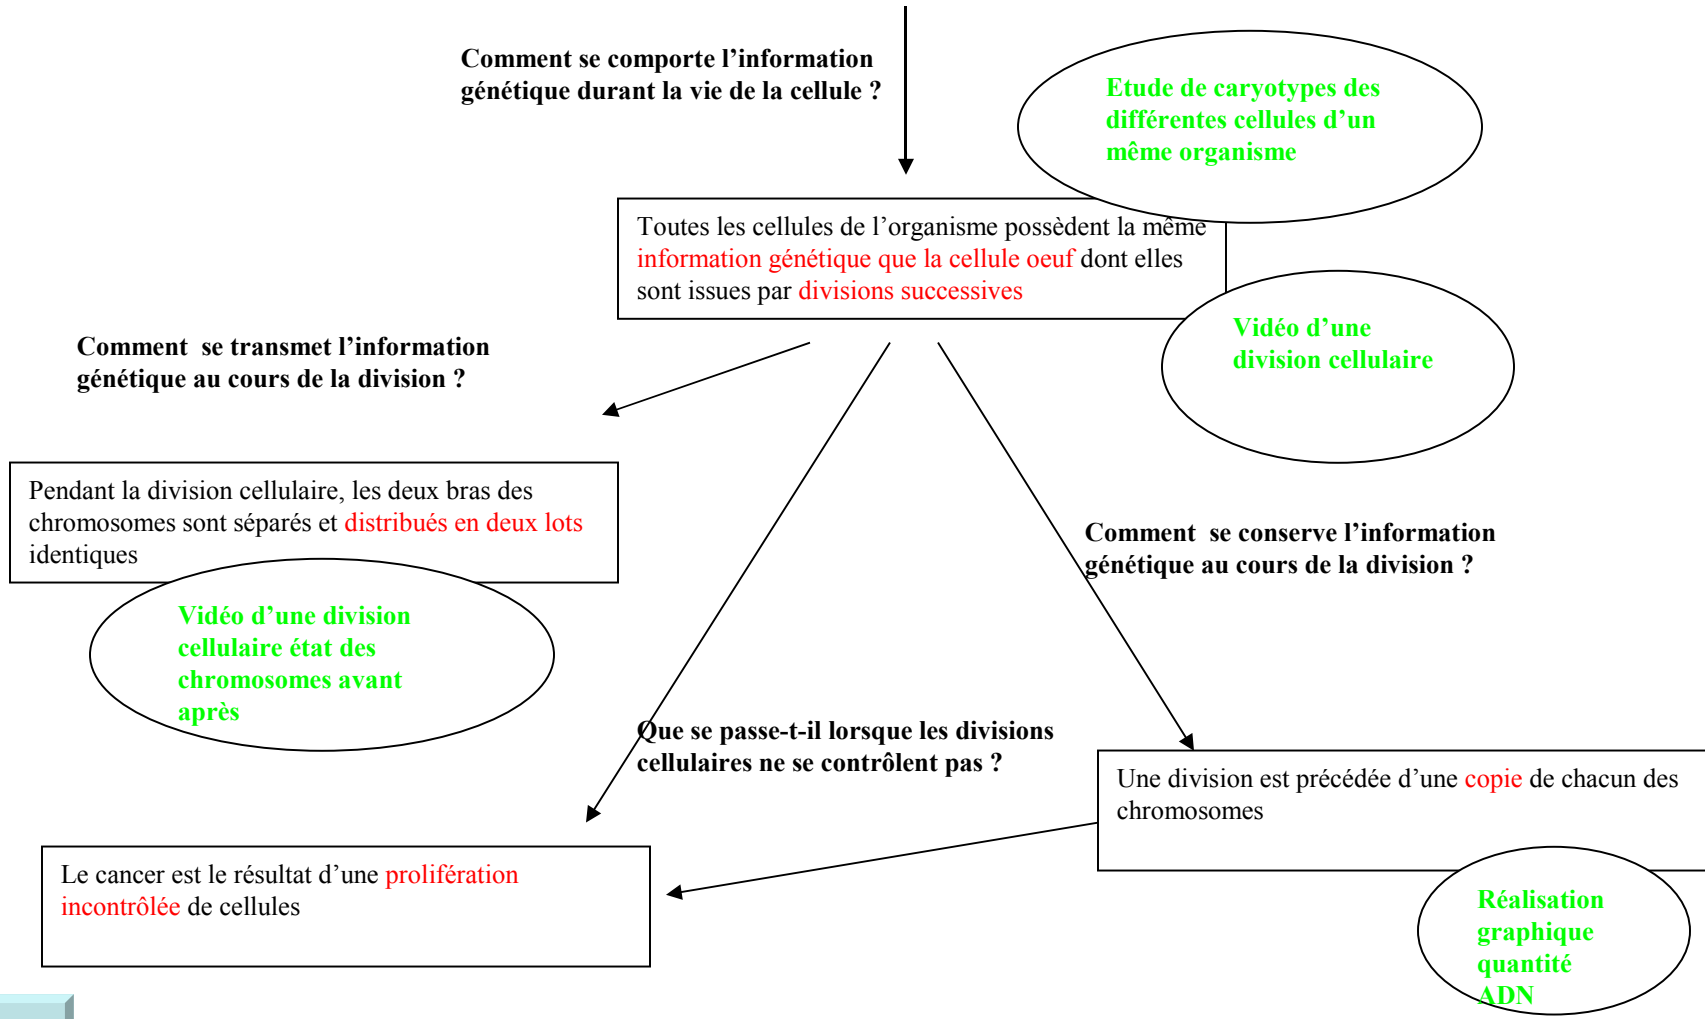 Comment se comporte l’information
génétique durant la vie de la cellule ?
Etude de caryotypes des
différentes cellules d’un
même organisme
Toutes les cellules de l’organisme possèdent la même
information génétique que la cellule oeuf dont elles
sont issues par divisions successives
Vidéo d’une
division cellulaire
Comment  se transmet l’information
génétique au cours de la division ?
Pendant la division cellulaire, les deux bras des
chromosomes sont séparés et distribués en deux lots
identiques
Vidéo d’une division
cellulaire état des
chromosomes avant
après
Comment  se conserve l’information
génétique au cours de la division ?
Que se passe-t-il lorsque les divisions
cellulaires ne se contrôlent pas ?
Une division est précédée d’une copie de chacun des
chromosomes
Le cancer est le résultat d’une prolifération
incontrôlée de cellules
Réalisation
graphique
quantité
ADN